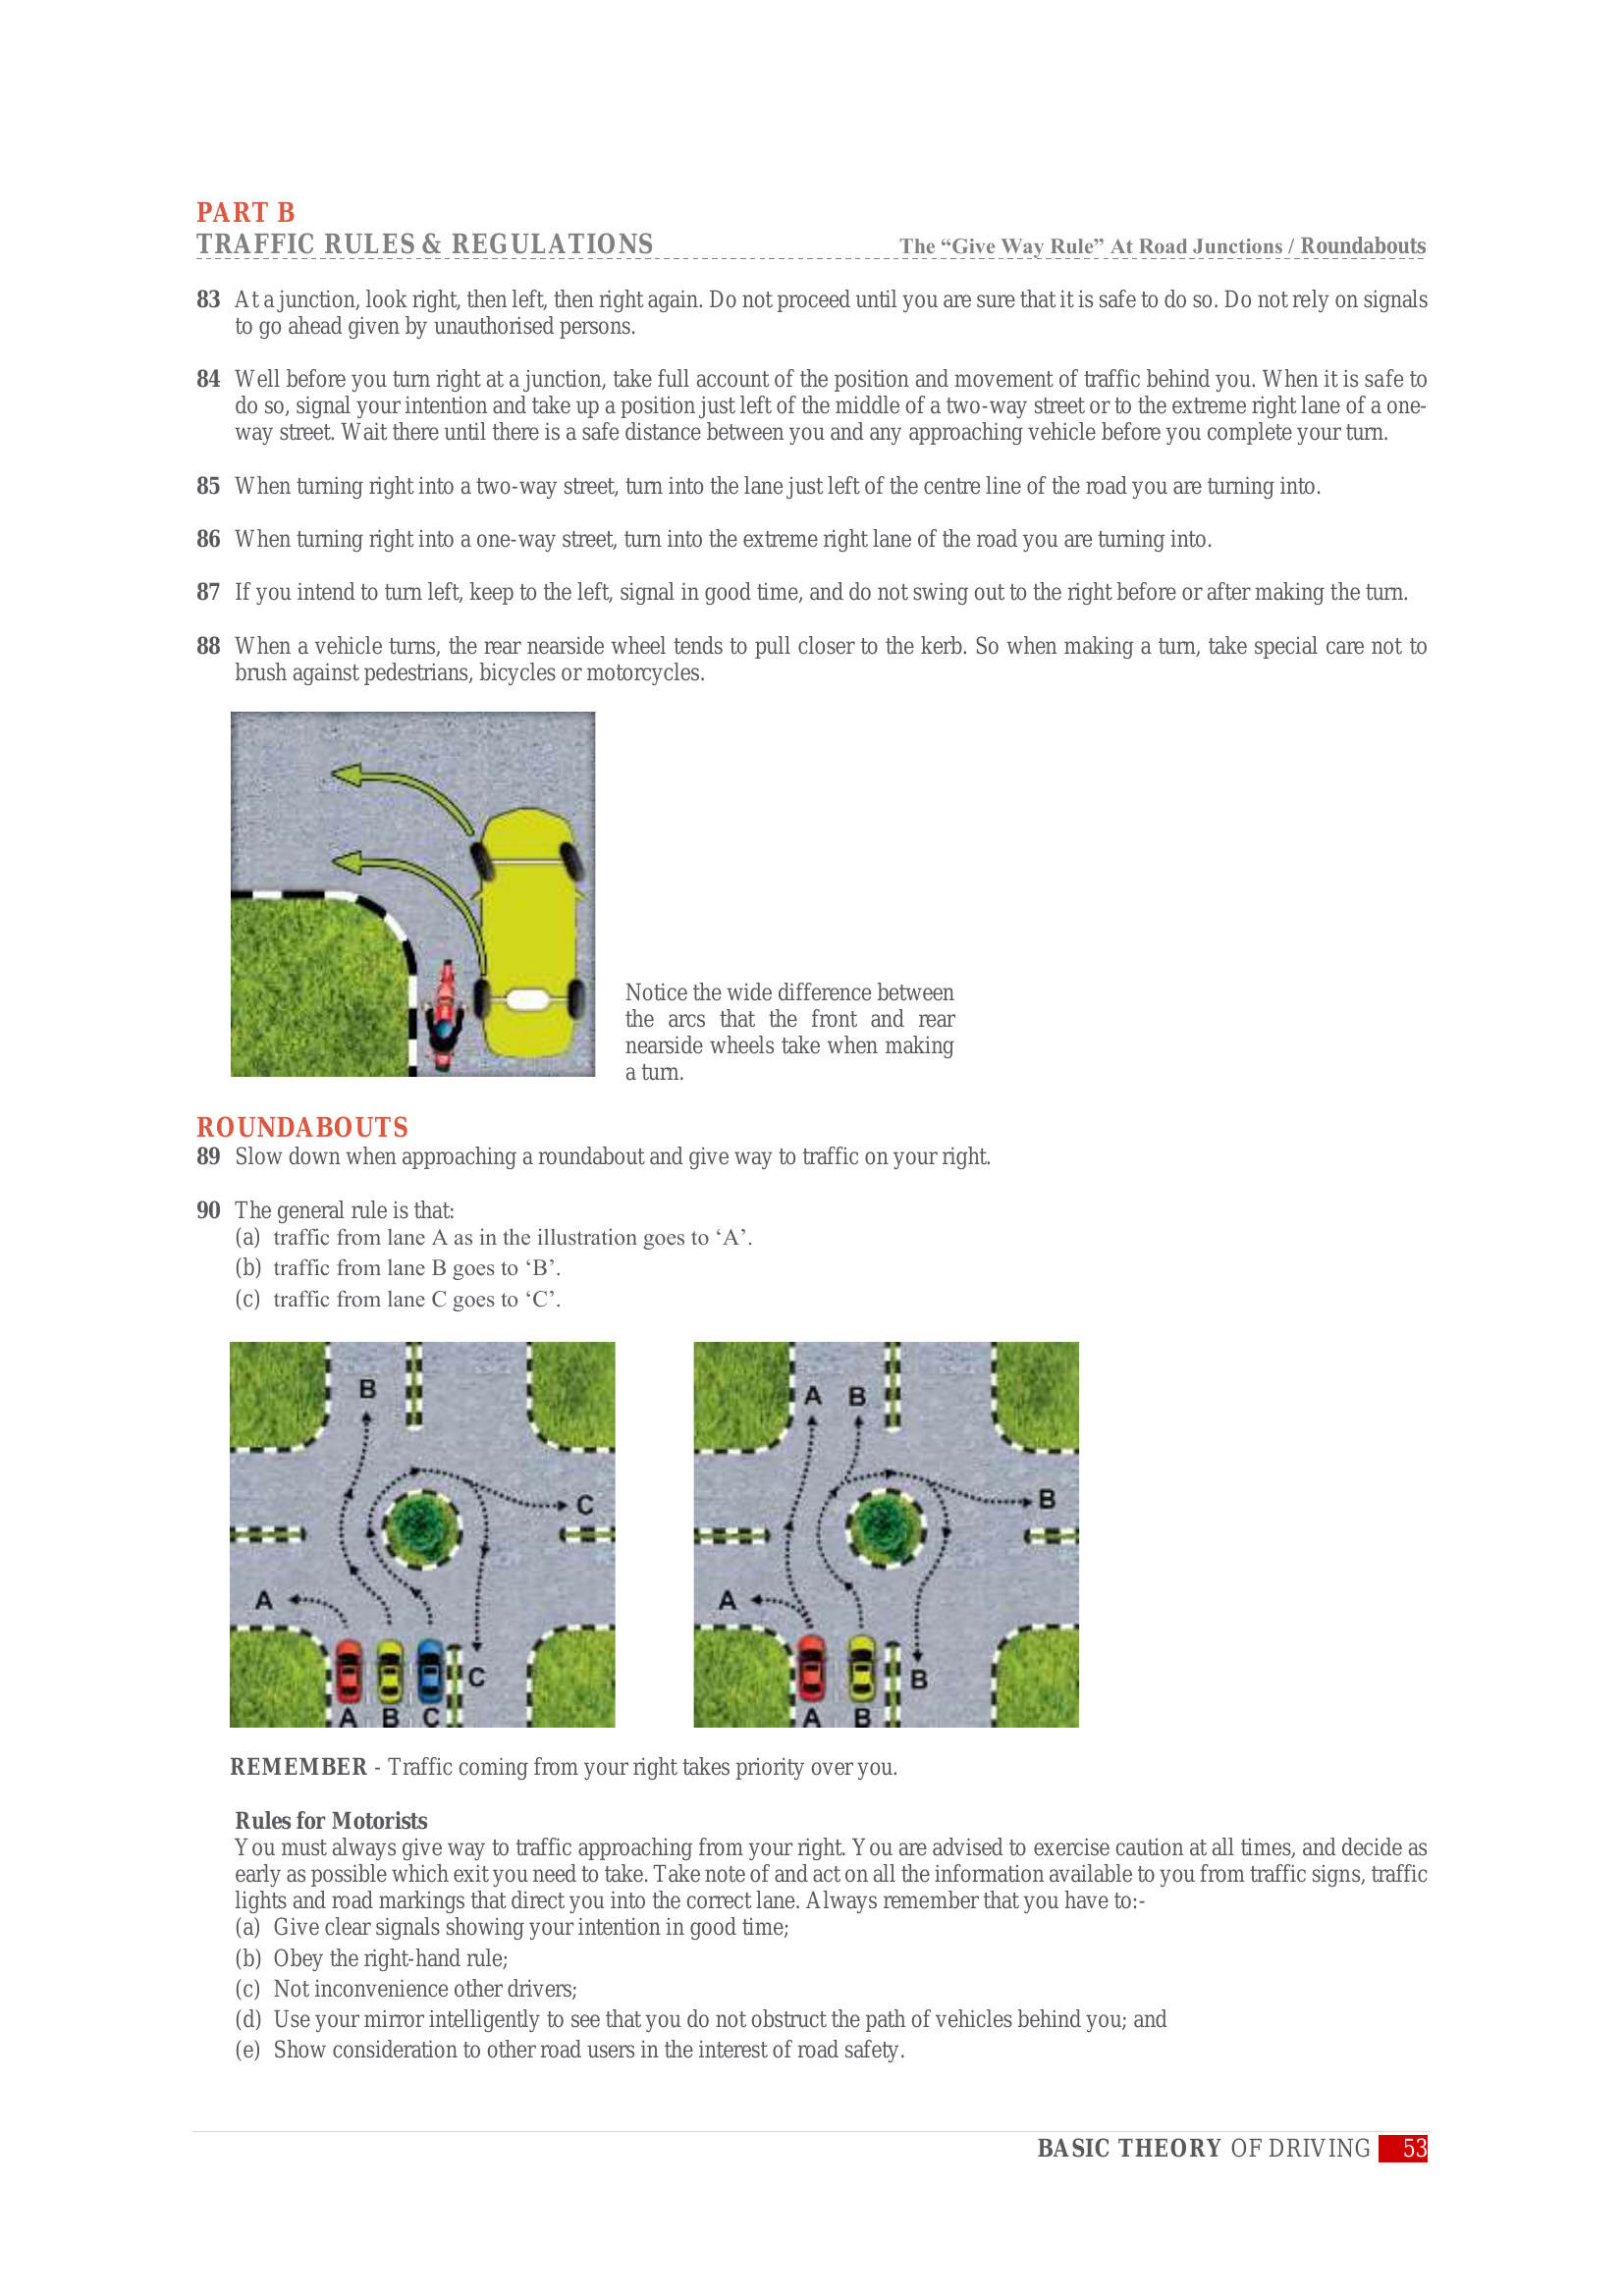 PART B
TRAFFIC RULES & REGULATIONS The “Give Way Rule” At Road Junctions / Roundabouts
83 At a junction, look right, then left, then right again. Do not proceed until you are sure that it is safe to do so. Do not rely on signals
to go ahead given by unauthorised persons.
84 Well before you turn right at a junction, take full account of the position and movement of traffic behind you. When it is safe to
do so, signal your intention and take up a position just left of the middle of a two-way street or to the extreme right lane of a one-
way street. Wait there until there is a safe distance between you and any approaching vehicle before you complete your turn.
85 When turning right into a two-way street, turn into the lane just left of the centre line of the road you are turning into.
86 When turning right into a one-way street, turn into the extreme right lane of the road you are turning into.
87 If you intend to turn left, keep to the left, signal in good time, and do not swing out to the right before or after making the turn.
88 When a vehicle turns, the rear nearside wheel tends to pull closer to the kerb. So when making a turn, take special care not to
brush against pedestrians, bicycles or motorcycles.
Notice the wide difference between
the arcs that the front and rear
nearside wheels take when making
a turn.
ROUNDABOUTS
89 Slow down when approaching a roundabout and give way to traffic on your right.
90 The general rule is that:
(a) traffic from lane A as in the illustration goes to ‘A’.
(b) traffic from lane B goes to ‘B’.
(c) traffic from lane C goes to ‘C’.
B
C
A
C
A B C
A B
B
A
B
A B
REMEMBER - Traffic coming from your right takes priority over you.
Rules for Motorists
You must always give way to traffic approaching from your right. You are advised to exercise caution at all times, and decide as
early as possible which exit you need to take. Take note of and act on all the information available to you from traffic signs, traffic
lights and road markings that direct you into the correct lane. Always remember that you have to:-
(a) Give clear signals showing your intention in good time;
(b) Obey the right-hand rule;
(c) Not inconvenience other drivers;
(d) Use your mirror intelligently to see that you do not obstruct the path of vehicles behind you; and
(e) Show consideration to other road users in the interest of road safety.
BASIC THEORY OF DRIVING 53